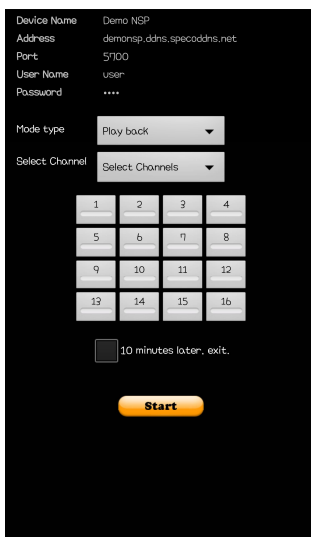 Device Name Demo NSP
Address demonsp.ddns.specoddns.net
Port 5700
User Name user
Password ••••
Mode type Play back
Select Channel Select Channels
1 2 3 4
5 6 7 8
9 10 11 12
13 14 15 16
10 minutes later, exit.
Start